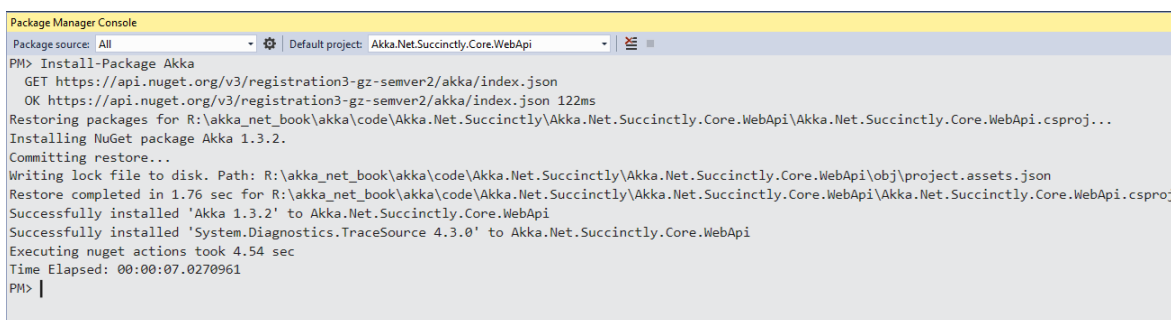 Package Manager Console
Package source: All Default project: Akka.Net.Succinctly.Core.WebApi
PM> Install-Package Akka
  GET https://api.nuget.org/v3/registration3-gz-semver2/akka/index.json
  OK https://api.nuget.org/v3/registration3-gz-semver2/akka/index.json 122ms
Restoring packages for R:\akka_net_book\akka\code\Akka.Net.Succinctly\Akka.Net.Succinctly.Core.WebApi\Akka.Net.Succinctly.Core.WebApi.csproj...
Installing NuGet package Akka 1.3.2.
Committing restore...
Writing lock file to disk. Path: R:\akka_net_book\akka\code\Akka.Net.Succinctly\Akka.Net.Succinctly.Core.WebApi\obj\project.assets.json
Restore completed in 1.76 sec for R:\akka_net_book\akka\code\Akka.Net.Succinctly\Akka.Net.Succinctly.Core.WebApi\Akka.Net.Succinctly.Core.WebApi.csproj
Successfully installed 'Akka 1.3.2' to Akka.Net.Succinctly.Core.WebApi
Successfully installed 'System.Diagnostics.TraceSource 4.3.0' to Akka.Net.Succinctly.Core.WebApi
Executing nuget actions took 4.54 sec
Time Elapsed: 00:00:07.0270961
PM>